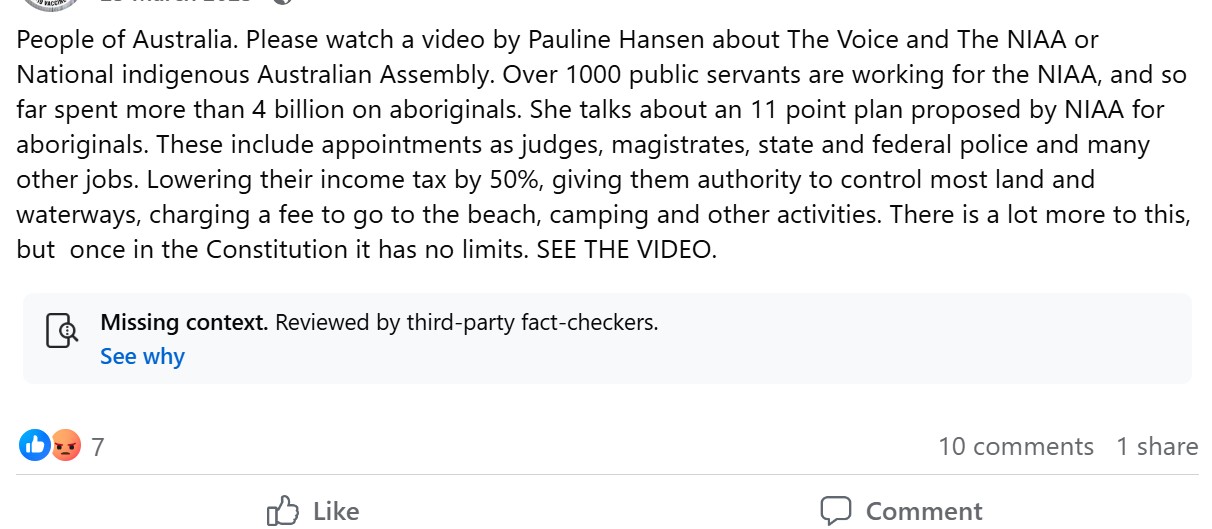 People of Australia. Please watch a video by Pauline Hansen about The Voice and The NIAA or
National indigenous Australian Assembly. Over 1000 public servants are working for the NIAA, and so
far spent more than 4 billion on aboriginals. She talks about an 11 point plan proposed by NIAA for
aboriginals. These include appointments as judges, magistrates, state and federal police and many
other jobs. Lowering their income tax by 50%, giving them authority to control most land and
waterways, charging a fee to go to the beach, camping and other activities. There is a lot more to this,
but  once in the Constitution it has no limits. SEE THE VIDEO.
Missing context. Reviewed by third-party fact-checkers.
See why
7
10 comments 1 share
Like
Comment